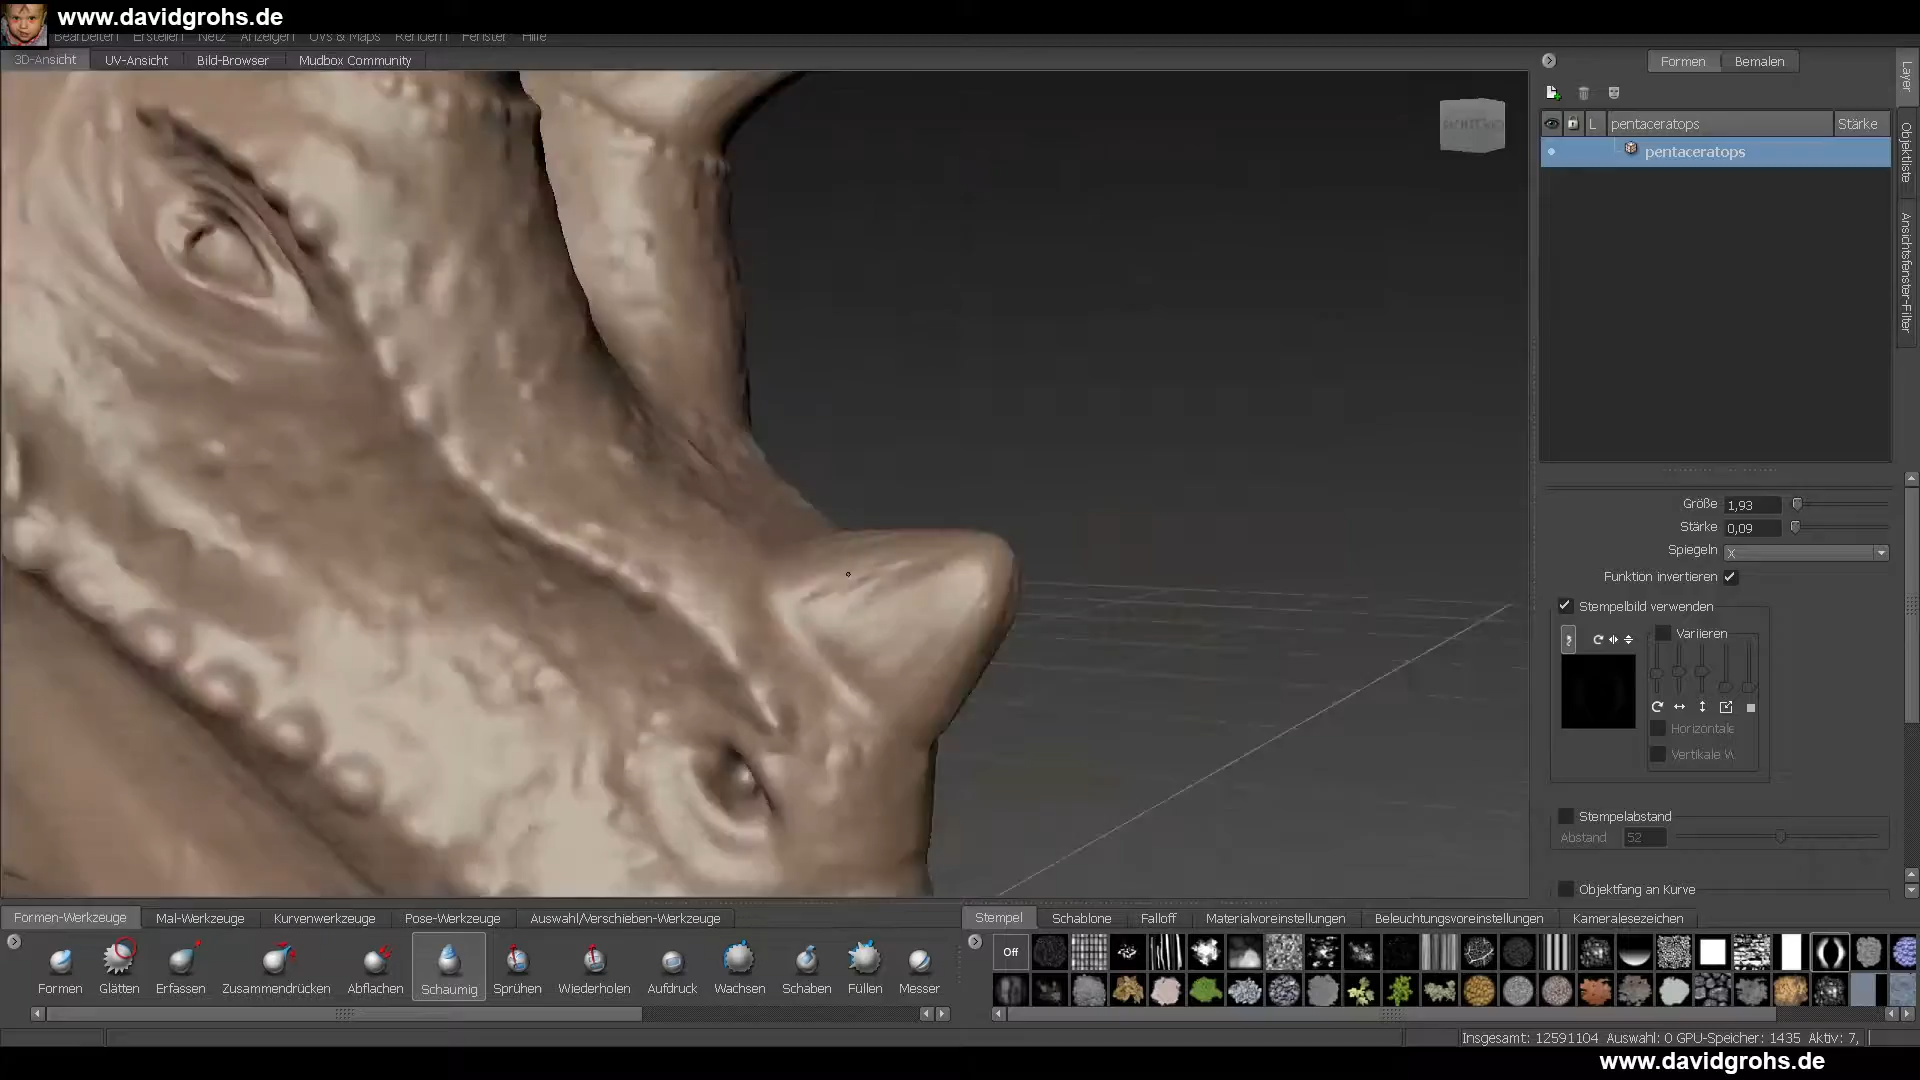 www.davidgrohs.de
Bearbeiten Erstellen Netz Anzeigen UVs & Maps Rendern Fenster Hilfe
3D-Ansicht UV-Ansicht Bild-Browser Mudbox Community
Formen Bemalen
Layer
Objektliste
Ansichtsfenster-Filter
L pentaceratops Stärke
pentaceratops
Größe 1,93
Stärke 0,09
Spiegeln X
Funktion invertieren
Stempelbild verwenden
Variieren
Horizontale
Vertikale W
Stempelabstand
Abstand 52
Objektfang an Kurve
Formen-Werkzeuge Mal-Werkzeuge Kurvenwerkzeuge Pose-Werkzeuge Auswahl/Verschieben-Werkzeuge
Stempel Schablone Falloff Materialvoreinstellungen Beleuchtungsvoreinstellungen Kameralesezeichen
Off
Formen Glätten Erfassen Zusammendrücken Abflachen Schaumig Sprühen Wiederholen Aufdruck Wachsen Schaben Füllen Messer
Insgesamt: 12591104 Auswahl: 0 GPU-Speicher: 1435 Aktiv: 7,
www.davidgrohs.de